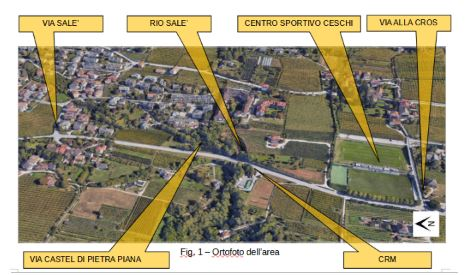 VIA SALE'
RIO SALE`
CENTRO SPORTIVO CESCHI
VIA ALLA CROS
N
VIA CASTEL DI PIETRA PIANA
Fig. 1 – Ortofoto dell'area
CRM